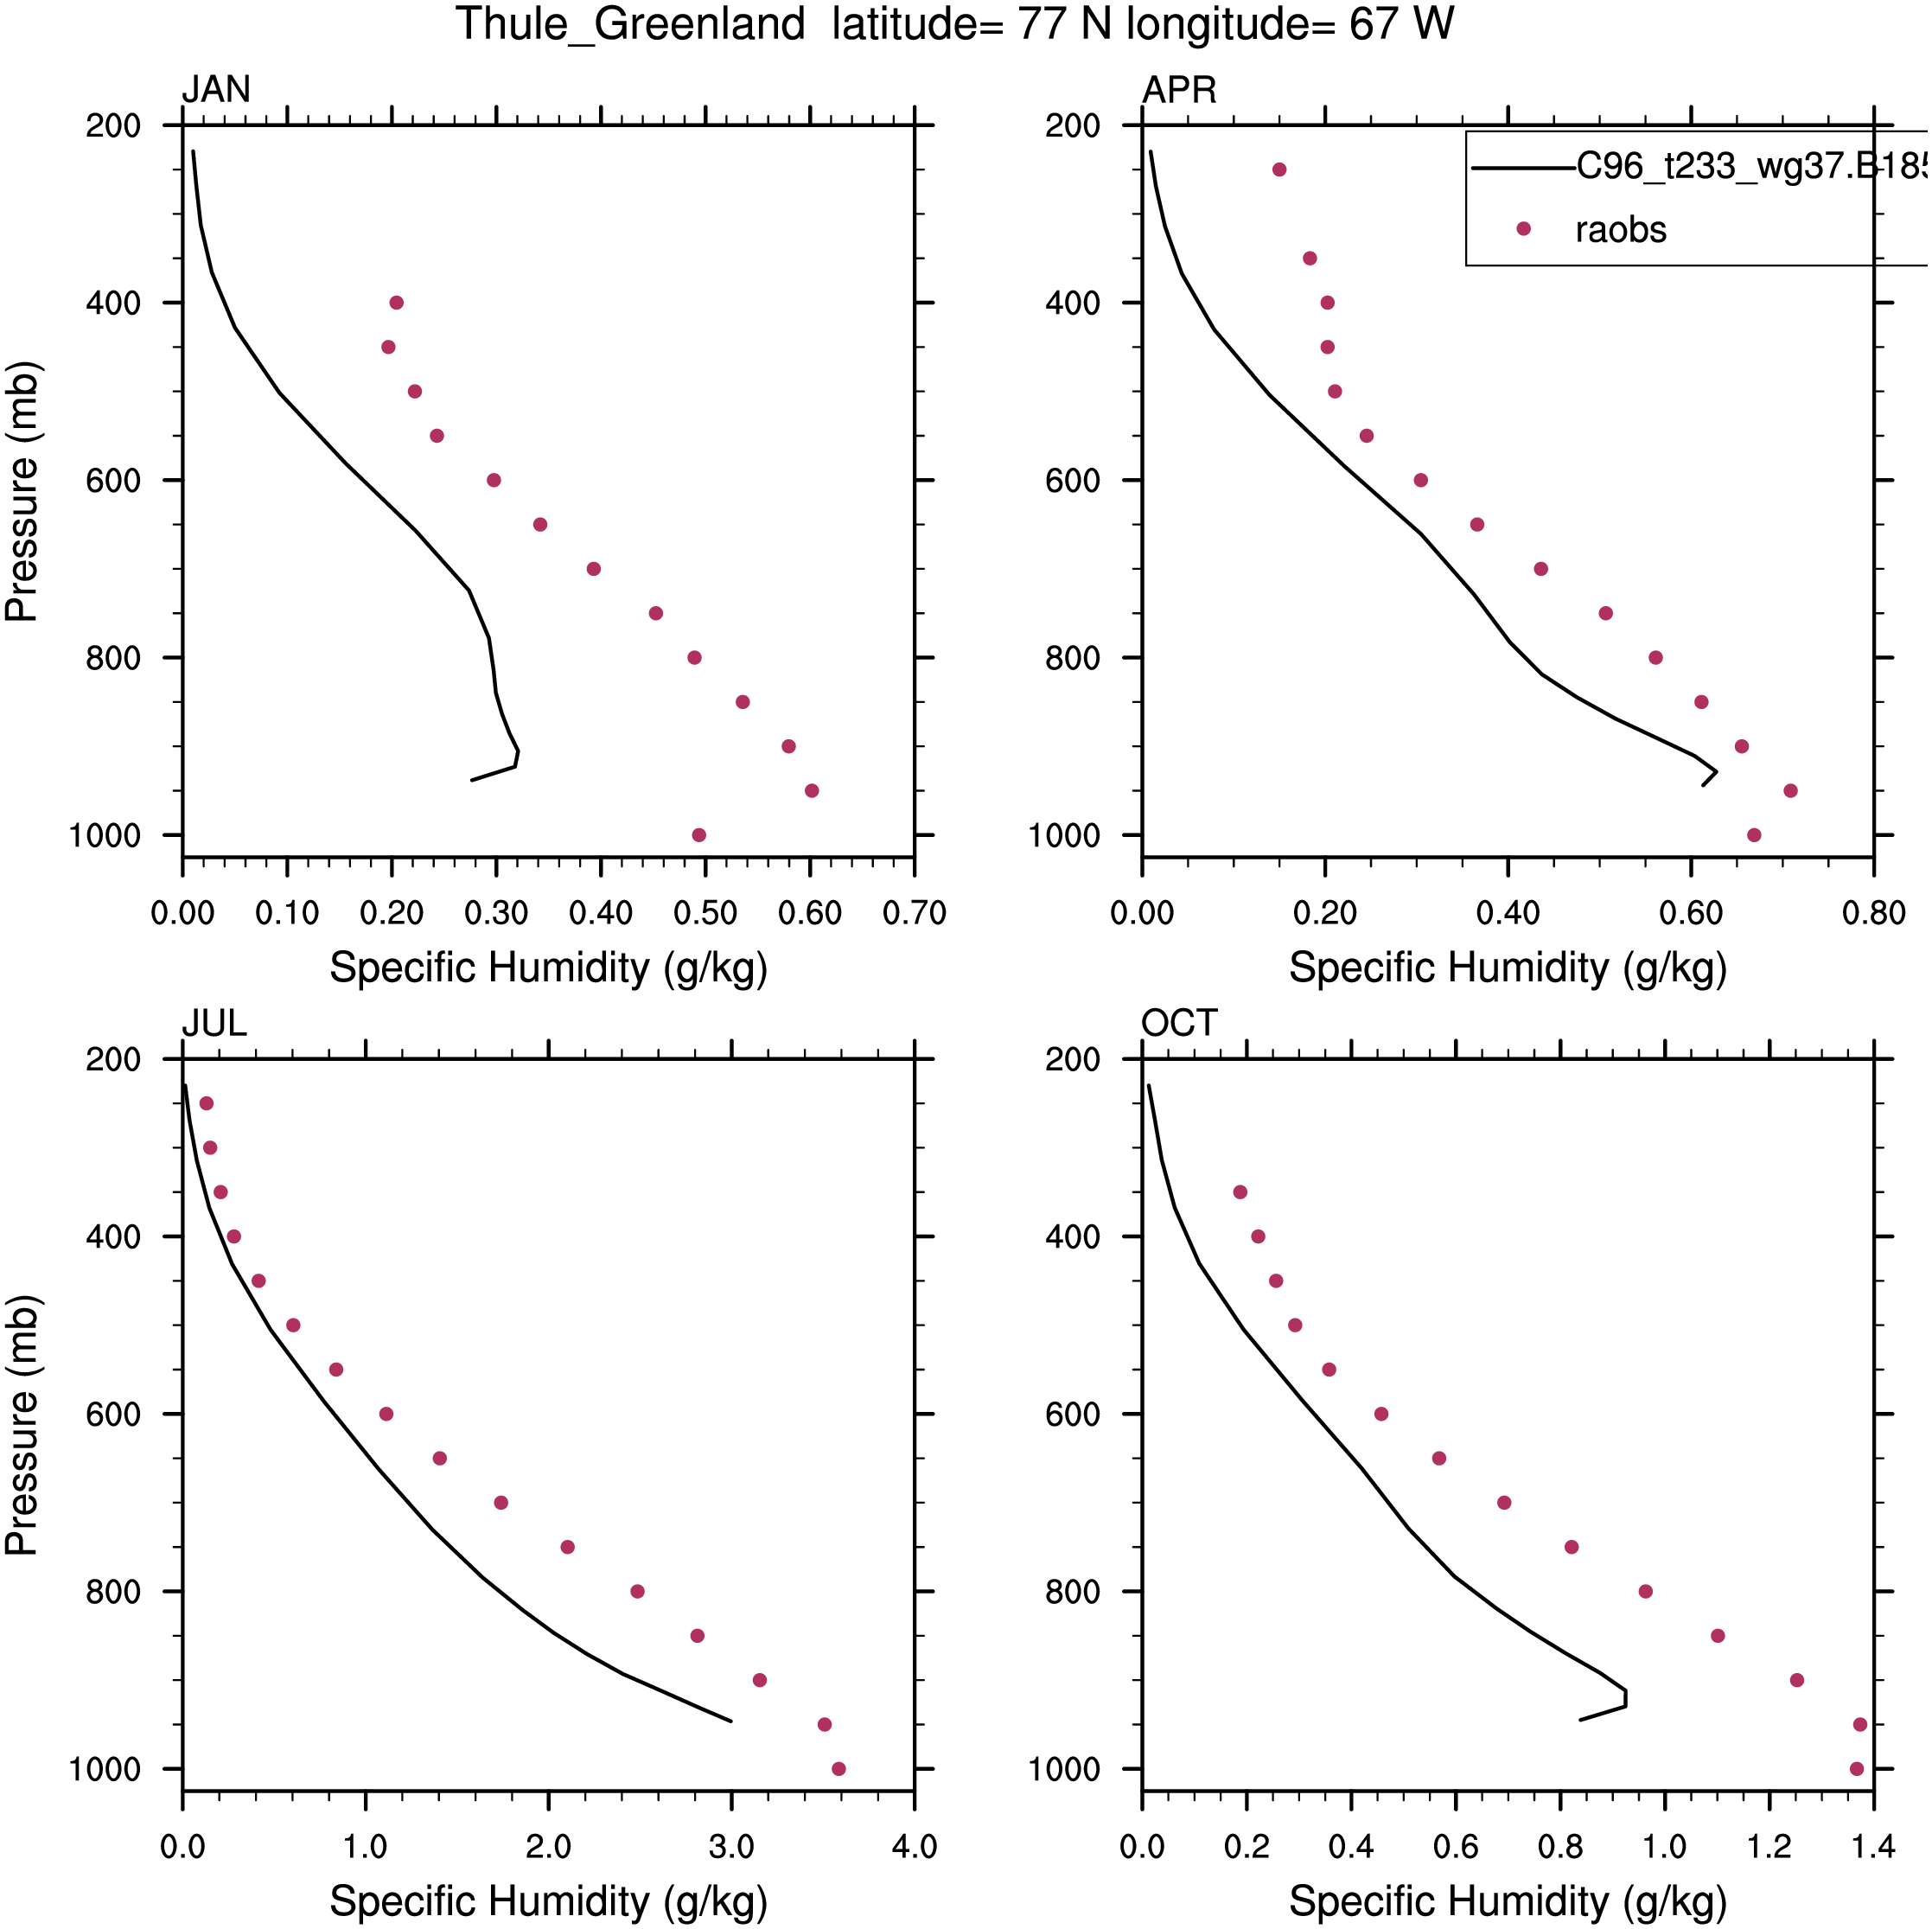 Thule_Greenland latitude= 77 N longitude= 67 W
JAN
200
400
600
800
1000
Pressure (mb)
0.00 0.10 0.20 0.30 0.40 0.50 0.60 0.70
Specific Humidity (g/kg)
APR
C96_t233_wg37.B185
raobs
200
400
600
800
1000
0.00 0.20 0.40 0.60 0.80
Specific Humidity (g/kg)
JUL
200
400
600
800
1000
Pressure (mb)
0.0 1.0 2.0 3.0 4.0
Specific Humidity (g/kg)
OCT
200
400
600
800
1000
0.0 0.2 0.4 0.6 0.8 1.0 1.2 1.4
Specific Humidity (g/kg)